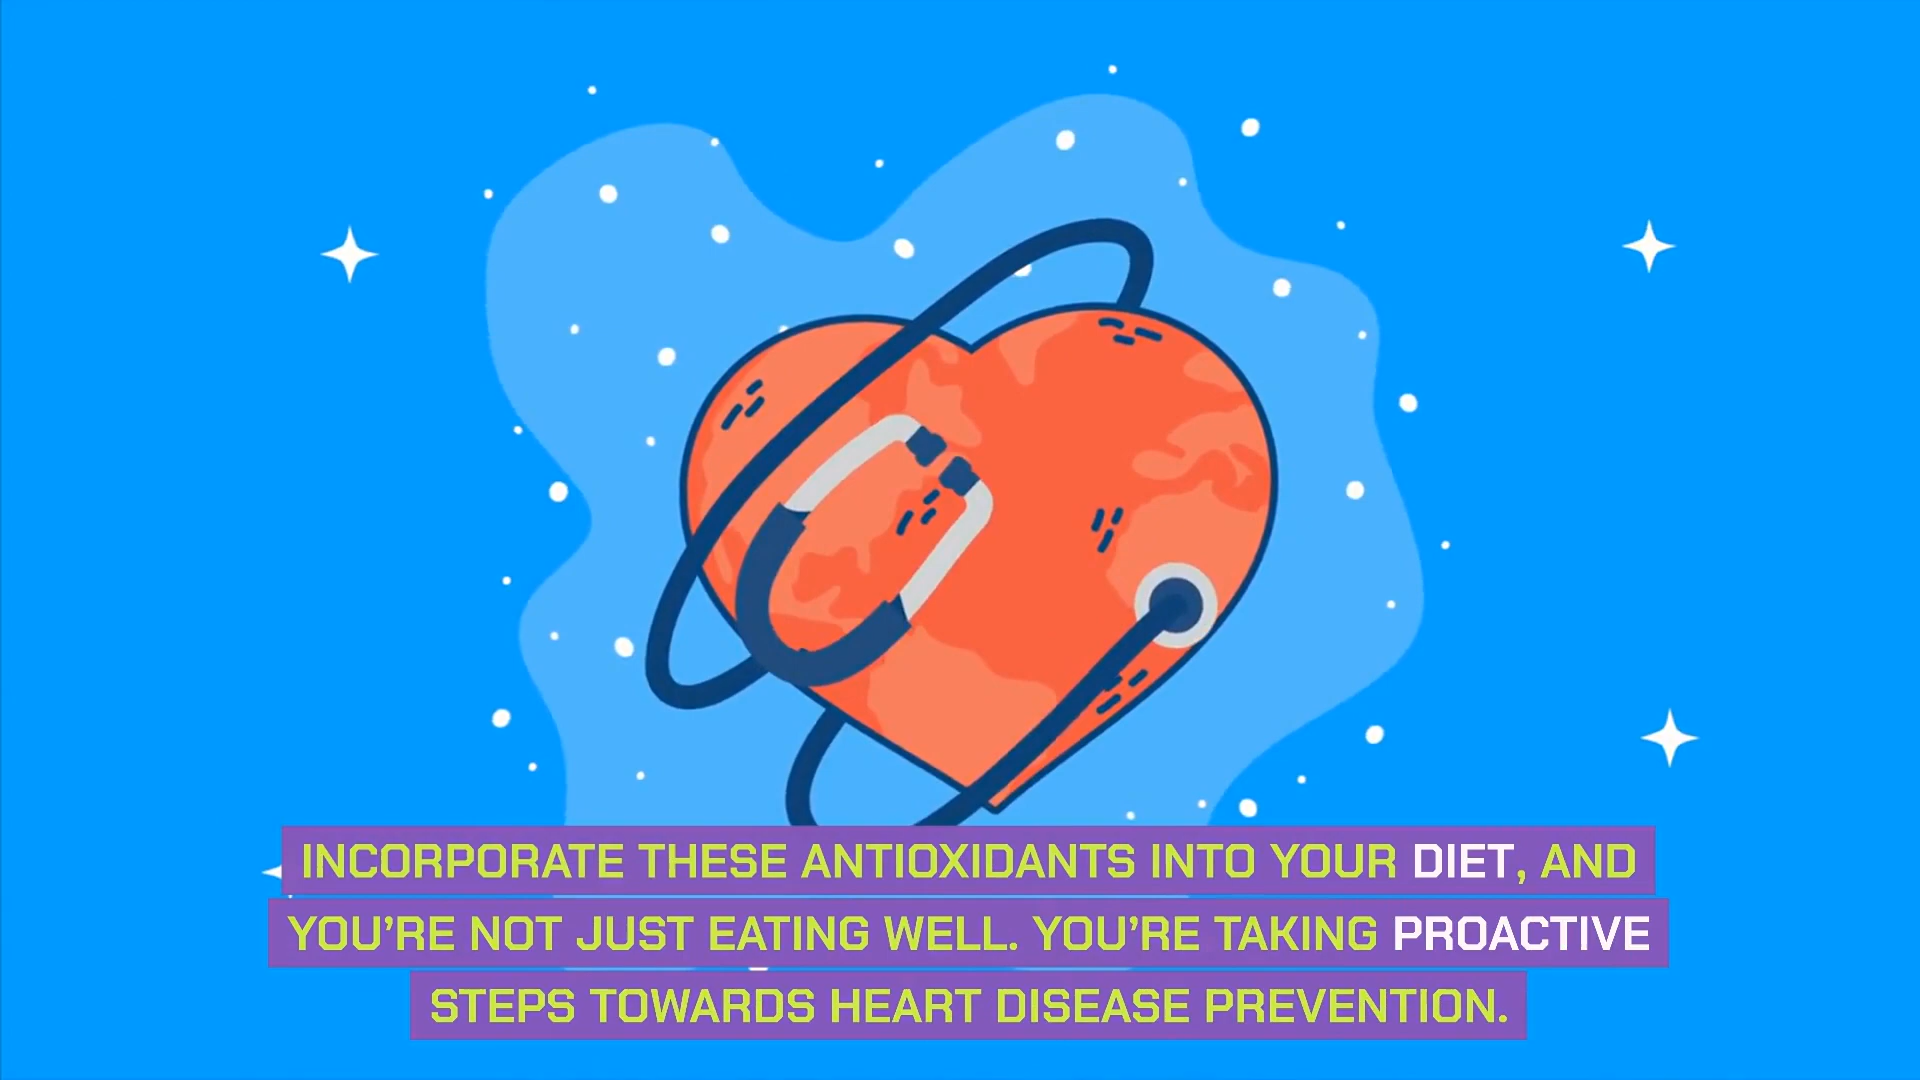 INCORPORATE THESE ANTIOXIDANTS INTO YOUR DIET, AND
YOU'RE NOT JUST EATING WELL. YOU'RE TAKING PROACTIVE
STEPS TOWARDS HEART DISEASE PREVENTION.